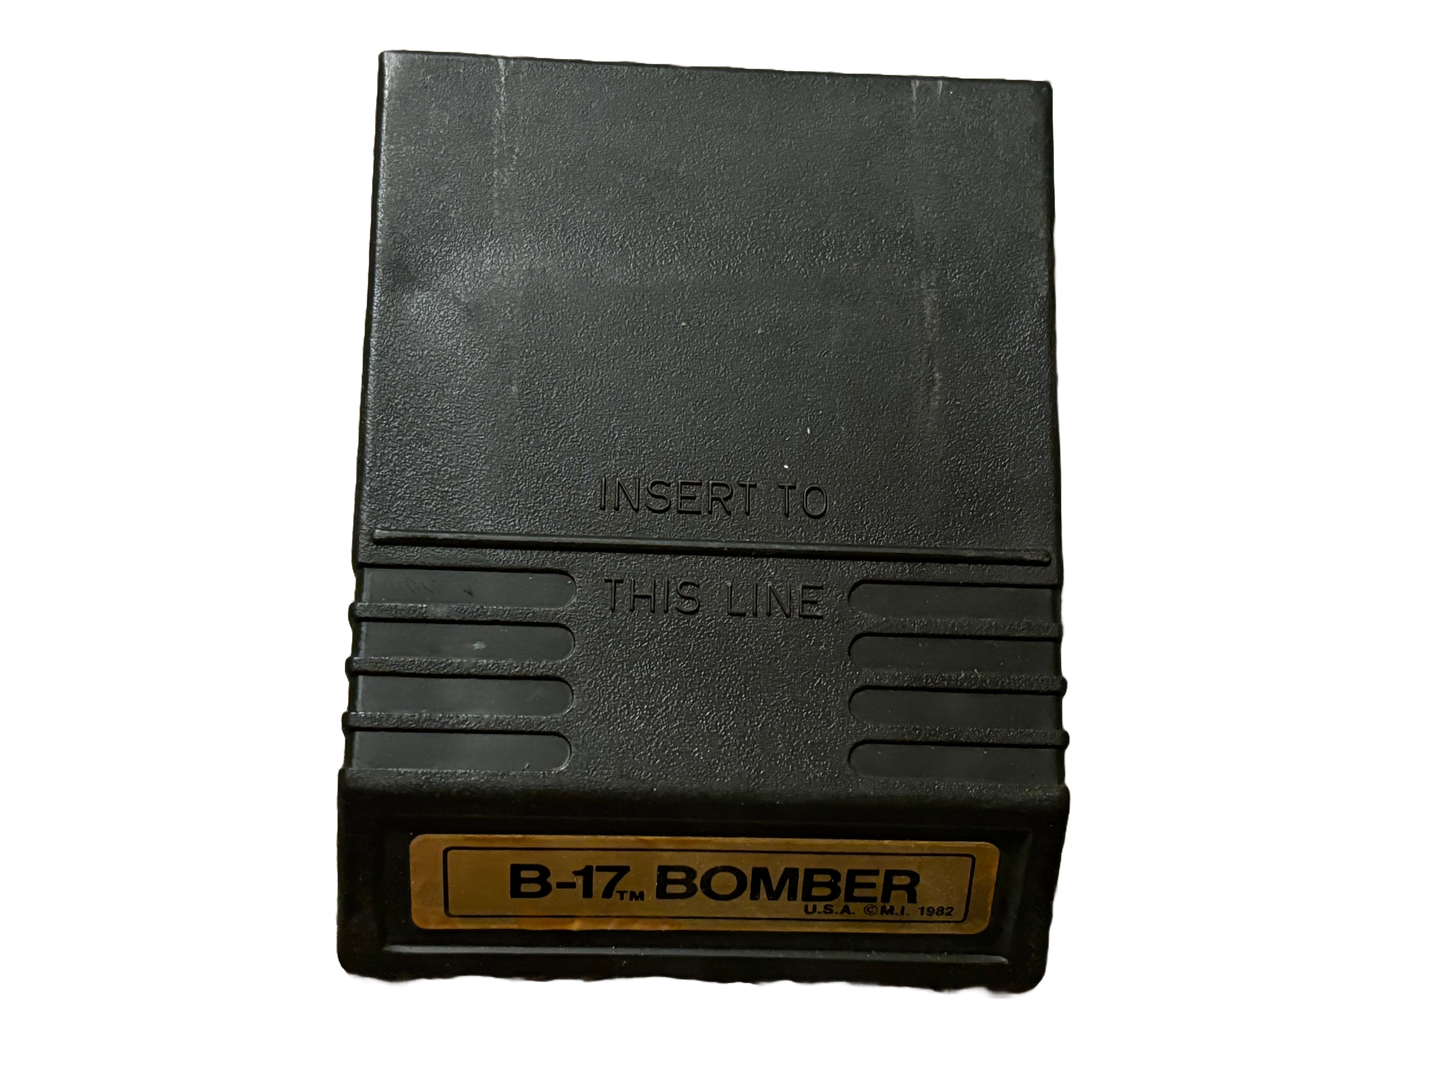 INSERT TO
THIS LINE
B-17™ BOMBER
U.S.A. ©M.I. 1982